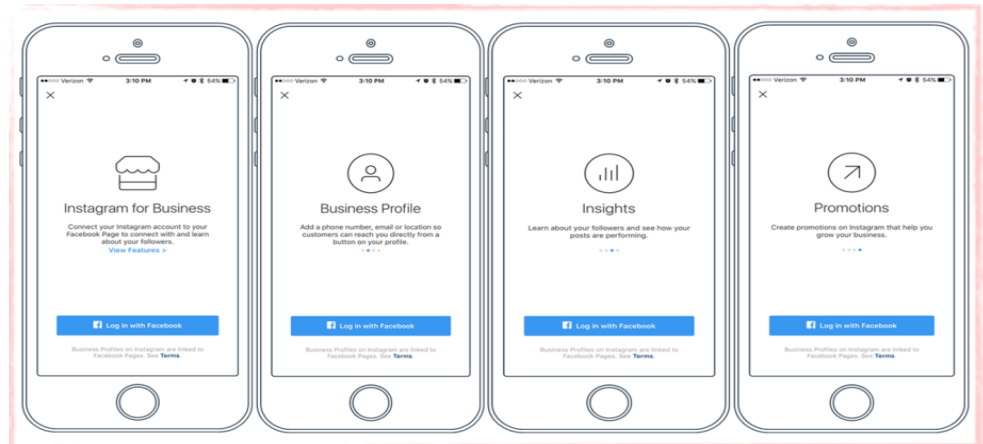 Verizon 3:10 PM 54%
Instagram for Business
Connect your Instagram account to your
Facebook Page to connect with and learn
about your followers.
View Features >
Log in with Facebook
Business Profiles on Instagram are linked to
Facebook Pages. See Terms.
Verizon 3:10 PM 54%
Business Profile
Add a phone number, email or location so
customers can reach you directly from a
button on your profile.
Log in with Facebook
Business Profiles on Instagram are linked to
Facebook Pages. See Terms.
Verizon 3:10 PM 54%
Insights
Learn about your followers and see how your
posts are performing.
Log in with Facebook
Business Profiles on Instagram are linked to
Facebook Pages. See Terms.
Verizon 3:10 PM 54%
Promotions
Create promotions on Instagram that help you
grow your business.
Log in with Facebook
Business Profiles on Instagram are linked to
Facebook Pages. See Terms.